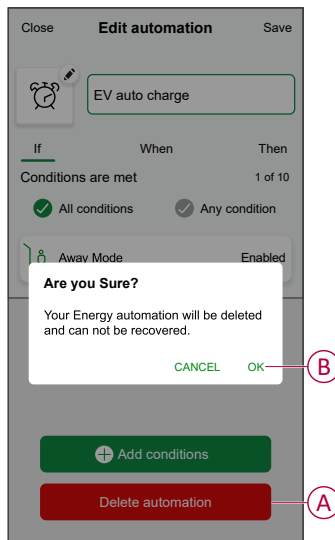 Close Edit automation Save
EV auto charge
If When Then
Conditions are met 1 of 10
All conditions Any condition
Away Mode Enabled
Are you Sure?
Your Energy automation will be deleted
and can not be recovered.
CANCEL OK
B
Add conditions
Delete automation
A